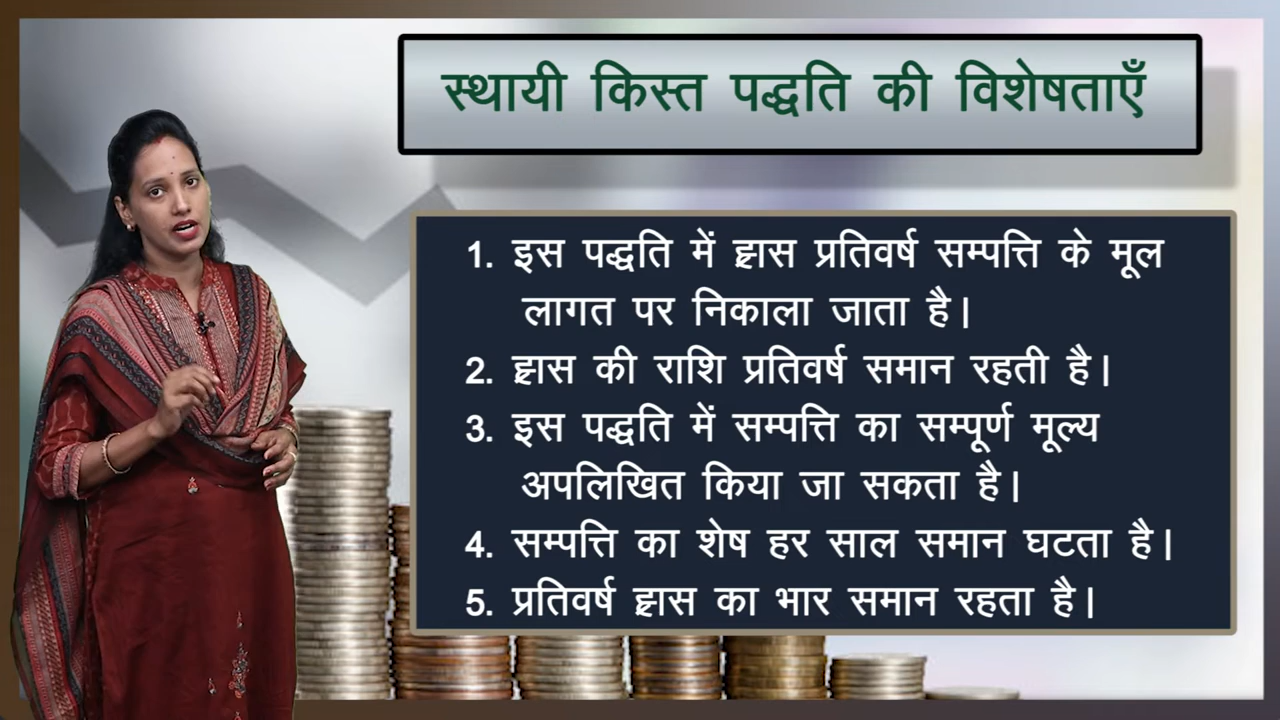 स्थायी किस्त पद्धति की विशेषताएँ
1. इस पद्धति में ह्रास प्रतिवर्ष सम्पत्ति के मूल
लागत पर निकाला जाता है।
2. ह्रास की राशि प्रतिवर्ष समान रहती है।
3. इस पद्धति में सम्पत्ति का सम्पूर्ण मूल्य
अपलिखित किया जा सकता है।
4. सम्पत्ति का शेष हर साल समान घटता है।
5. प्रतिवर्ष ह्रास का भार समान रहता है।